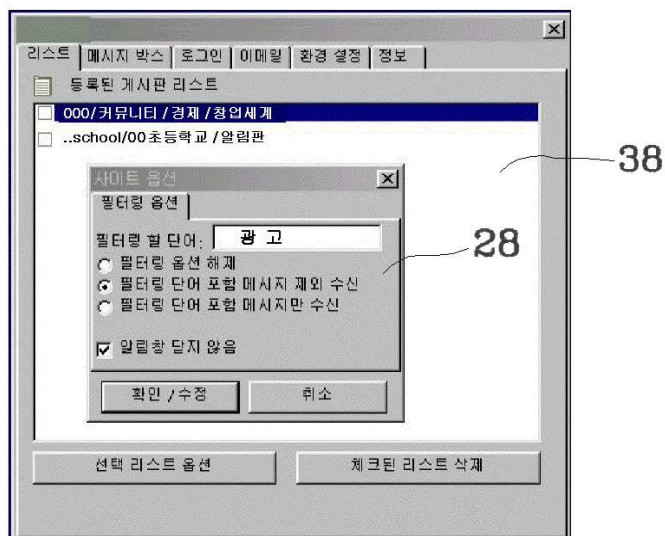 리스트 메시지 박스 로그인 이메일 환경 설정 정보
등록된 게시판 리스트
000/커뮤니티 /경제 /창업세계
..school/00초등학교 /알림판
38
사이트 옵션
필터링 옵션
필터링 할 단어: 광 고
28
필터링 옵션 해제
필터링 단어 포함 메시지 제외 수신
필터링 단어 포함 메시지만 수신
알림창 닫지 않음
확인 /수정 취소
선택 리스트 옵션 체크된 리스트 삭제